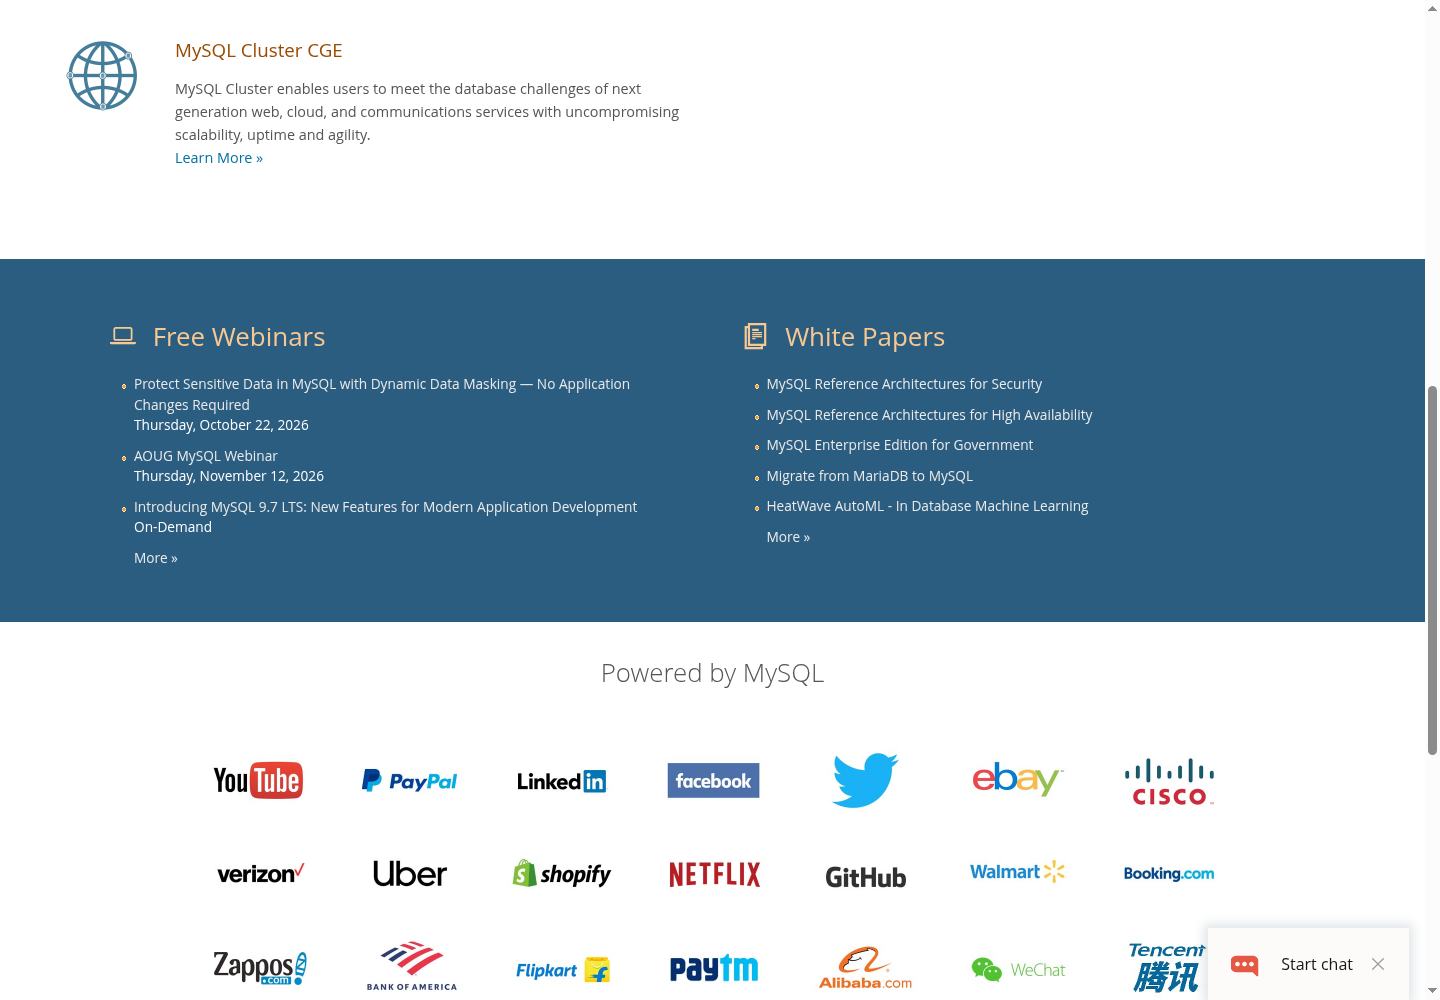 MySQL Cluster CGE
MySQL Cluster enables users to meet the database challenges of next
generation web, cloud, and communications services with uncompromising
scalability, uptime and agility.
Learn More »
Free Webinars
Protect Sensitive Data in MySQL with Dynamic Data Masking — No Application
Changes Required
Thursday, October 22, 2026
AOUG MySQL Webinar
Thursday, November 12, 2026
Introducing MySQL 9.7 LTS: New Features for Modern Application Development
On-Demand
More »
White Papers
MySQL Reference Architectures for Security
MySQL Reference Architectures for High Availability
MySQL Enterprise Edition for Government
Migrate from MariaDB to MySQL
HeatWave AutoML - In Database Machine Learning
More »
Powered by MySQL
YouTube PayPal Linked in facebook ebay CISCO
verizon Uber shopify NETFLIX GitHub Walmart Booking.com
Zappos.com BANK OF AMERICA Flipkart paytm Alibaba.com WeChat Tencent 腾讯
Start chat